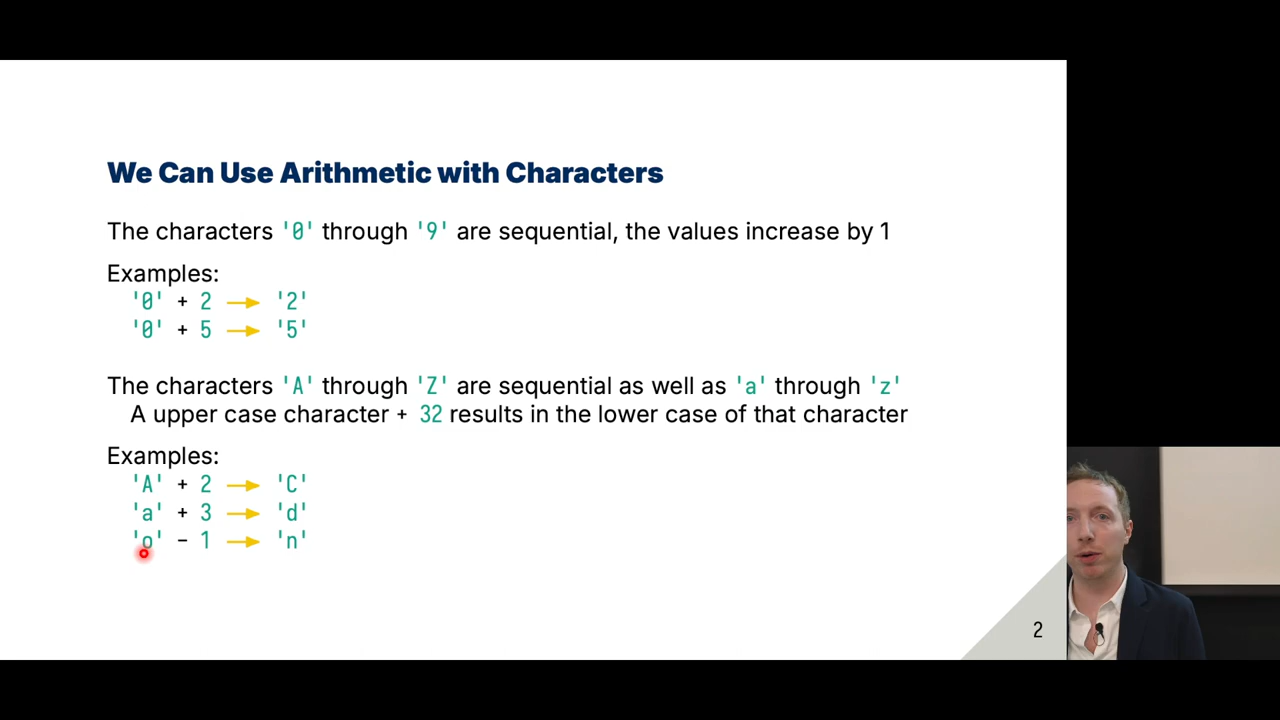 We Can Use Arithmetic with Characters
The characters '0' through '9' are sequential, the values increase by 1
Examples:
'0' + 2 → '2'
'0' + 5 → '5'
The characters 'A' through 'Z' are sequential as well as 'a' through 'z'
A upper case character + 32 results in the lower case of that character
Examples:
'A' + 2 → 'C'
'a' + 3 → 'd'
'o' − 1 → 'n'
2